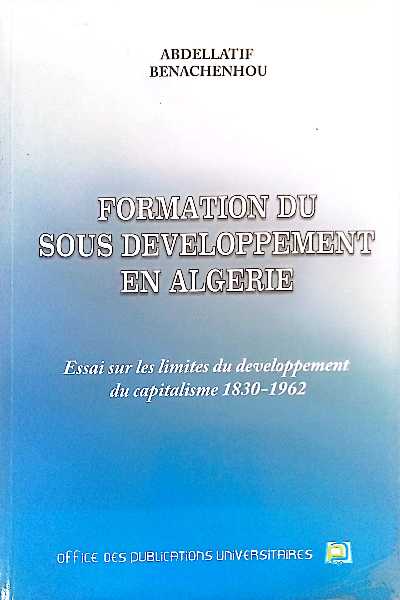 ABDELLATIF
BENACHENHOU
FORMATION DU
SOUS DEVELOPPEMENT
EN ALGERIE
Essai sur les limites du developpement
du capitalisme 1830-1962
OFFICE DES PUBLICATIONS UNIVERSITAIRES